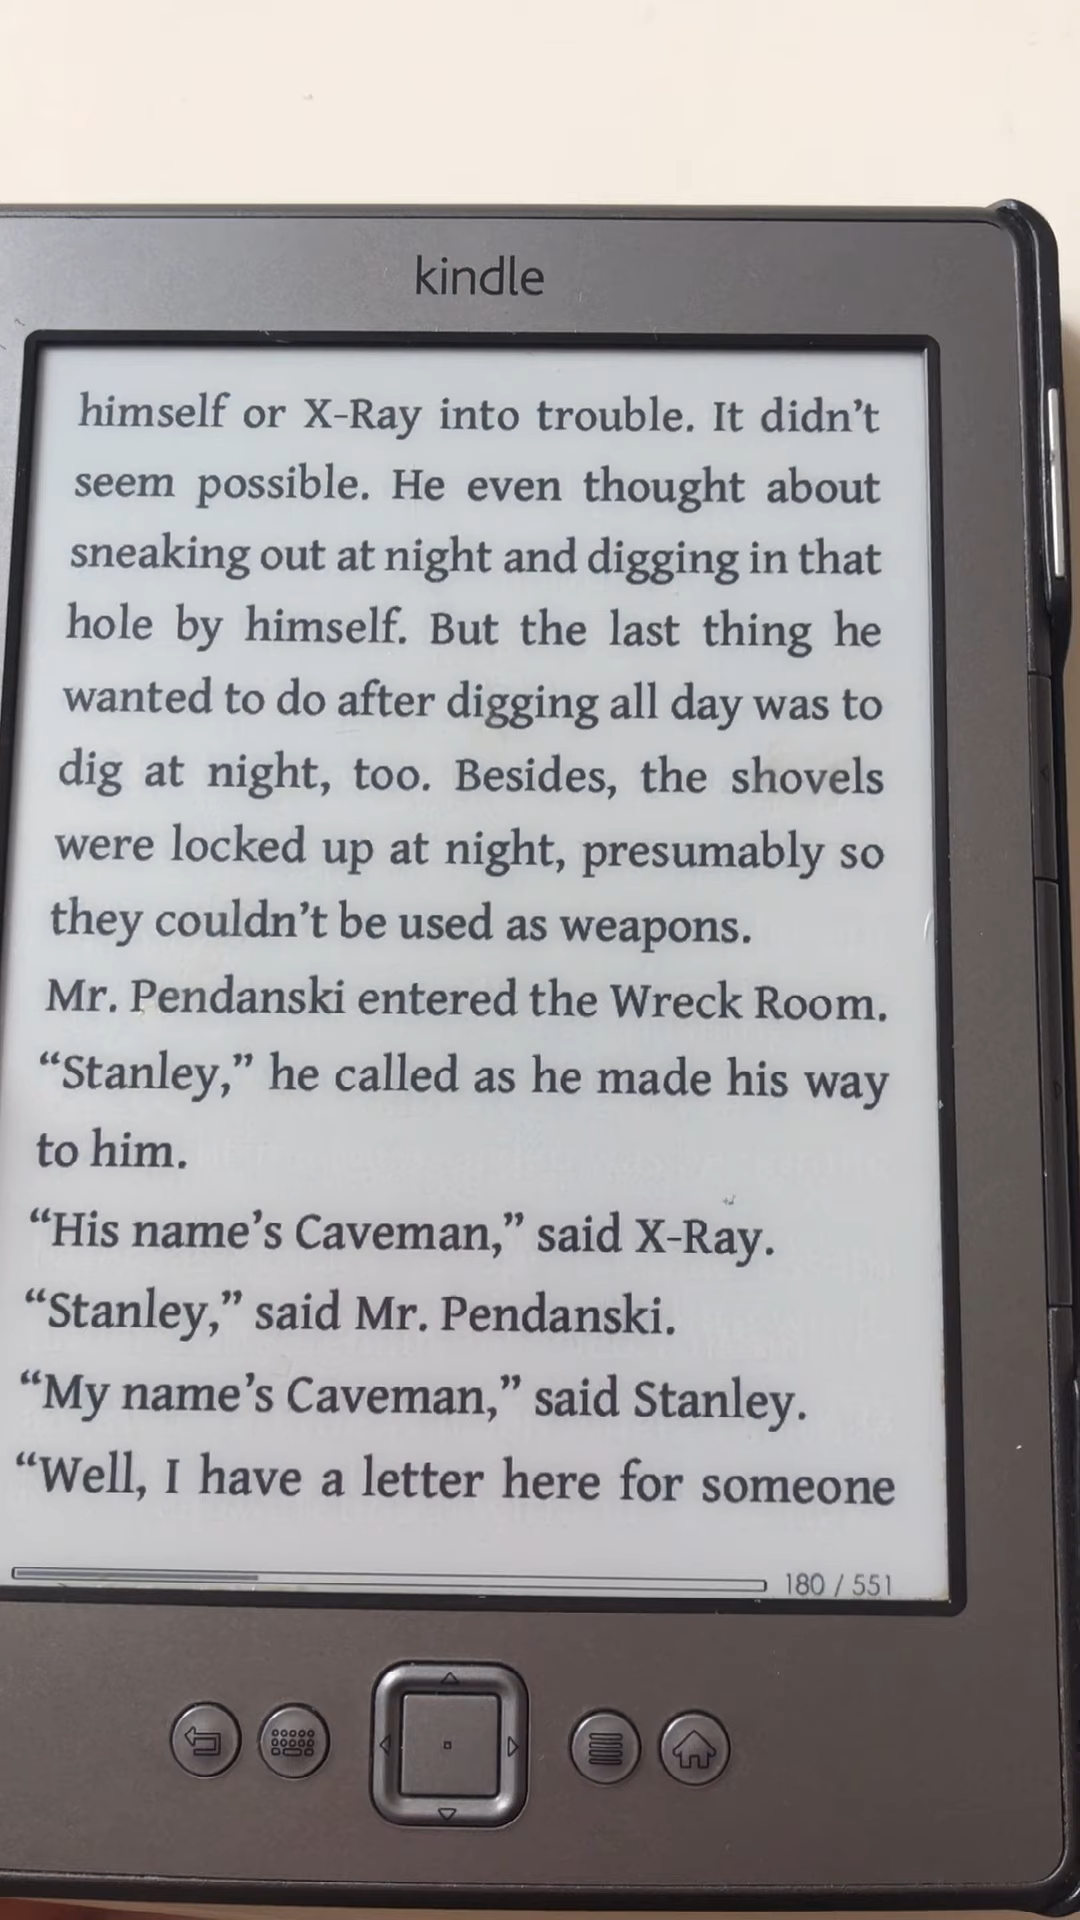 kindle
himself or X-Ray into trouble. It didn’t
seem possible. He even thought about
sneaking out at night and digging in that
hole by himself. But the last thing he
wanted to do after digging all day was to
dig at night, too. Besides, the shovels
were locked up at night, presumably so
they couldn’t be used as weapons.
Mr. Pendanski entered the Wreck Room.
“Stanley,” he called as he made his way
to him.
“His name’s Caveman,” said X-Ray.
“Stanley,” said Mr. Pendanski.
“My name’s Caveman,” said Stanley.
“Well, I have a letter here for someone
180 / 551